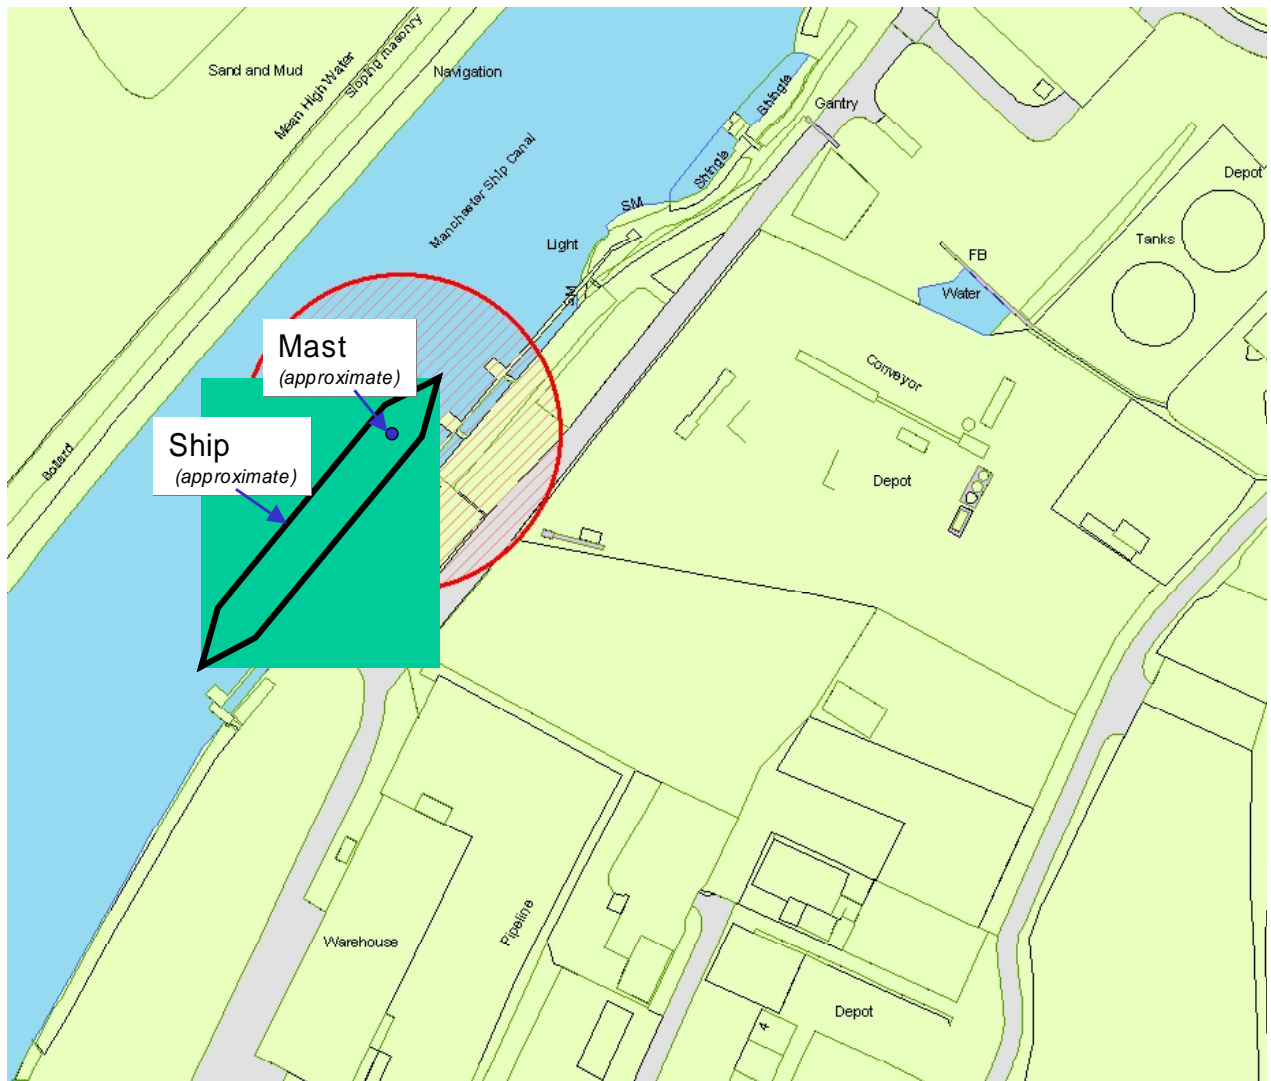 Sand and Mud
Mean High Water
Sloping masonry
Navigation
Manchester Ship Canal
Shingle
Gantry
Shingle
SM
Light
SM
Depot
Tanks
FB
Water
Mast
(approximate)
Conveyor
Bollard
Ship
(approximate)
Depot
Warehouse
Pipeline
Depot
4